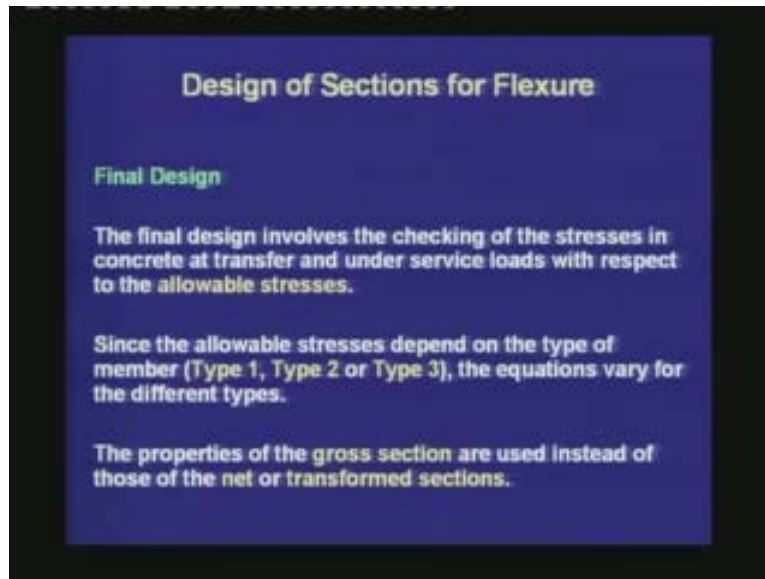 Design of Sections for Flexure
Final Design
The final design involves the checking of the stresses in
concrete at transfer and under service loads with respect
to the allowable stresses.
Since the allowable stresses depend on the type of
member (Type 1, Type 2 or Type 3), the equations vary for
the different types.
The properties of the gross section are used instead of
those of the net or transformed sections.